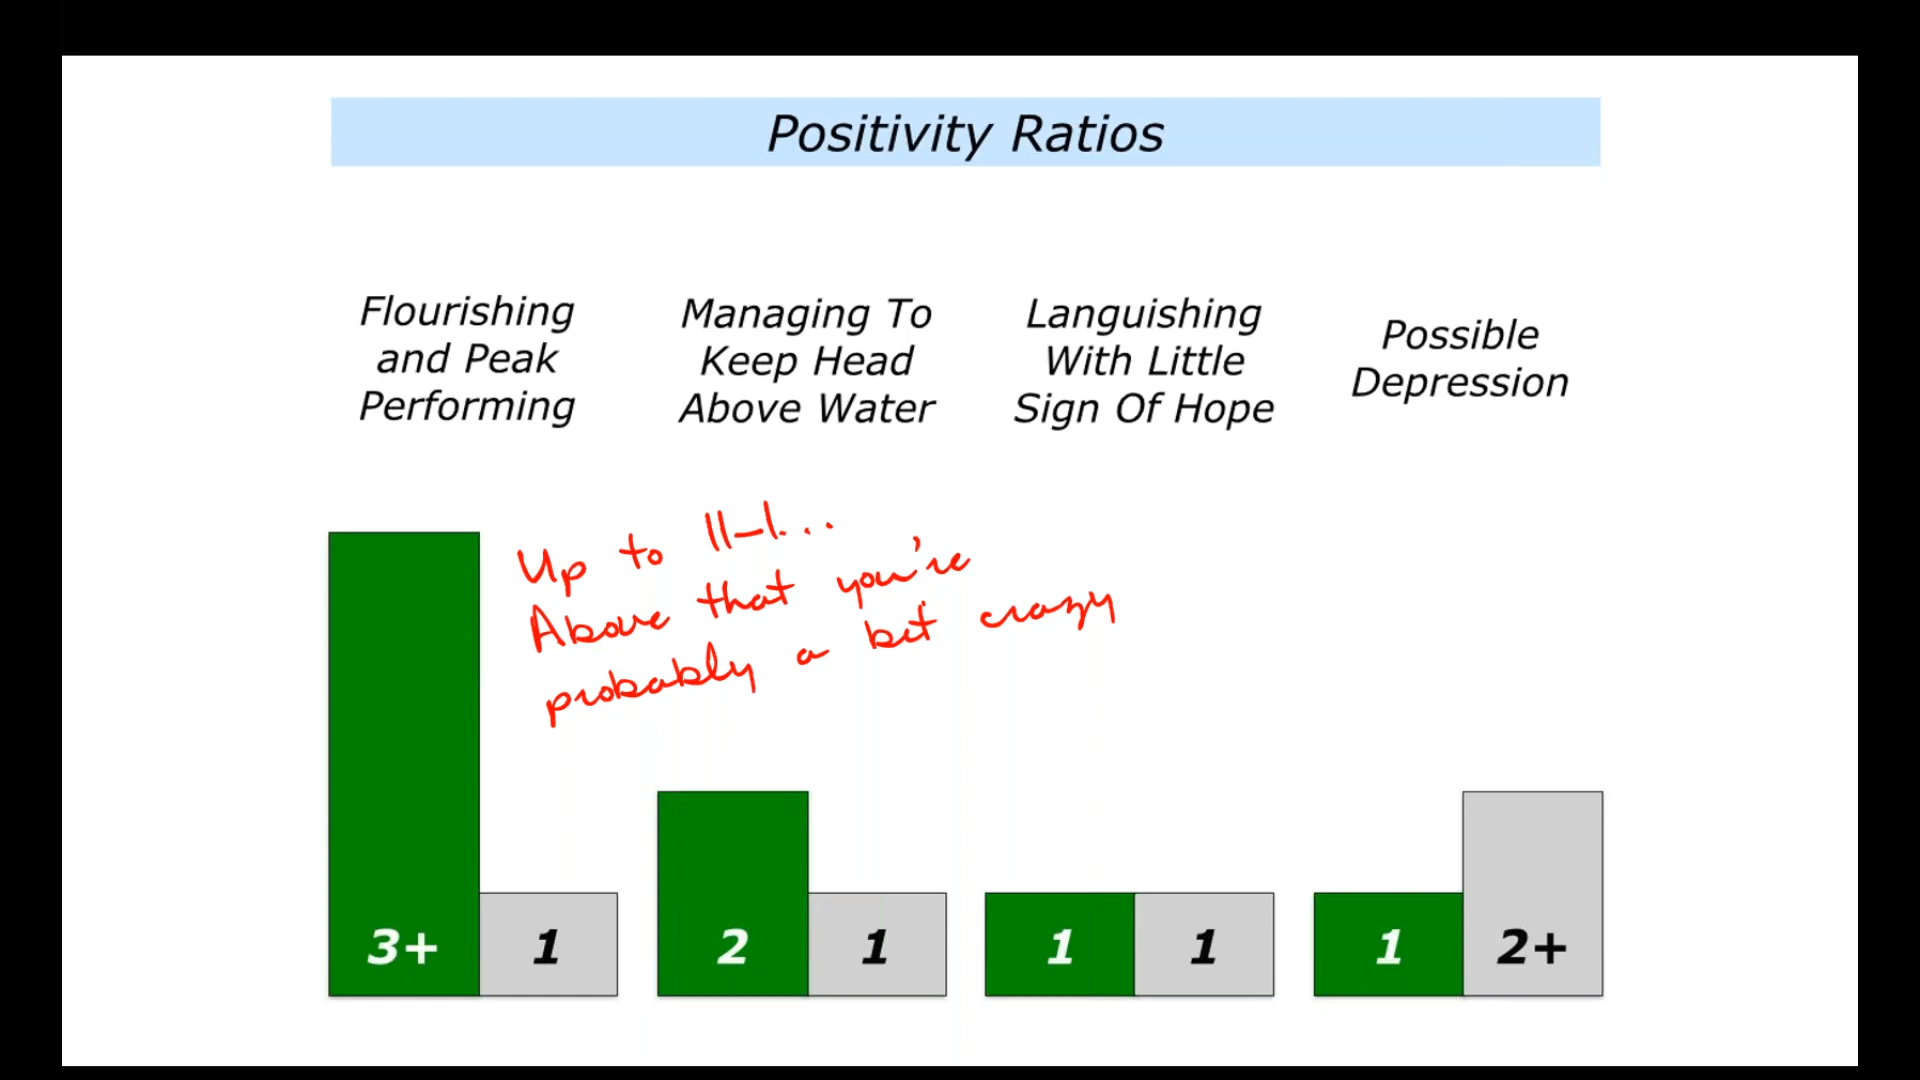 Positivity Ratios
Flourishing
and Peak
Performing
Managing To
Keep Head
Above Water
Languishing
With Little
Sign Of Hope
Possible
Depression
Up to 11-1...
Above that you're
probably a bit crazy
3+ 1 2 1 1 1 1 2+